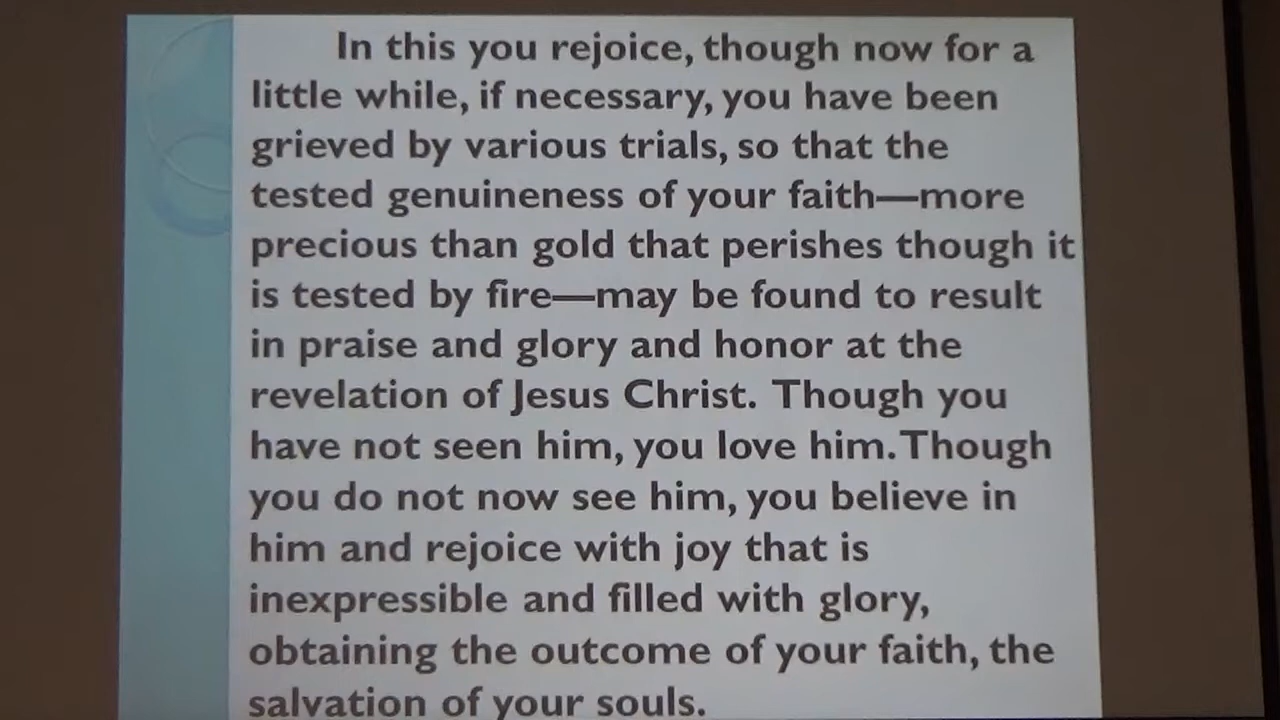 In this you rejoice, though now for a
little while, if necessary, you have been
grieved by various trials, so that the
tested genuineness of your faith—more
precious than gold that perishes though it
is tested by fire—may be found to result
in praise and glory and honor at the
revelation of Jesus Christ. Though you
have not seen him, you love him. Though
you do not now see him, you believe in
him and rejoice with joy that is
inexpressible and filled with glory,
obtaining the outcome of your faith, the
salvation of your souls.